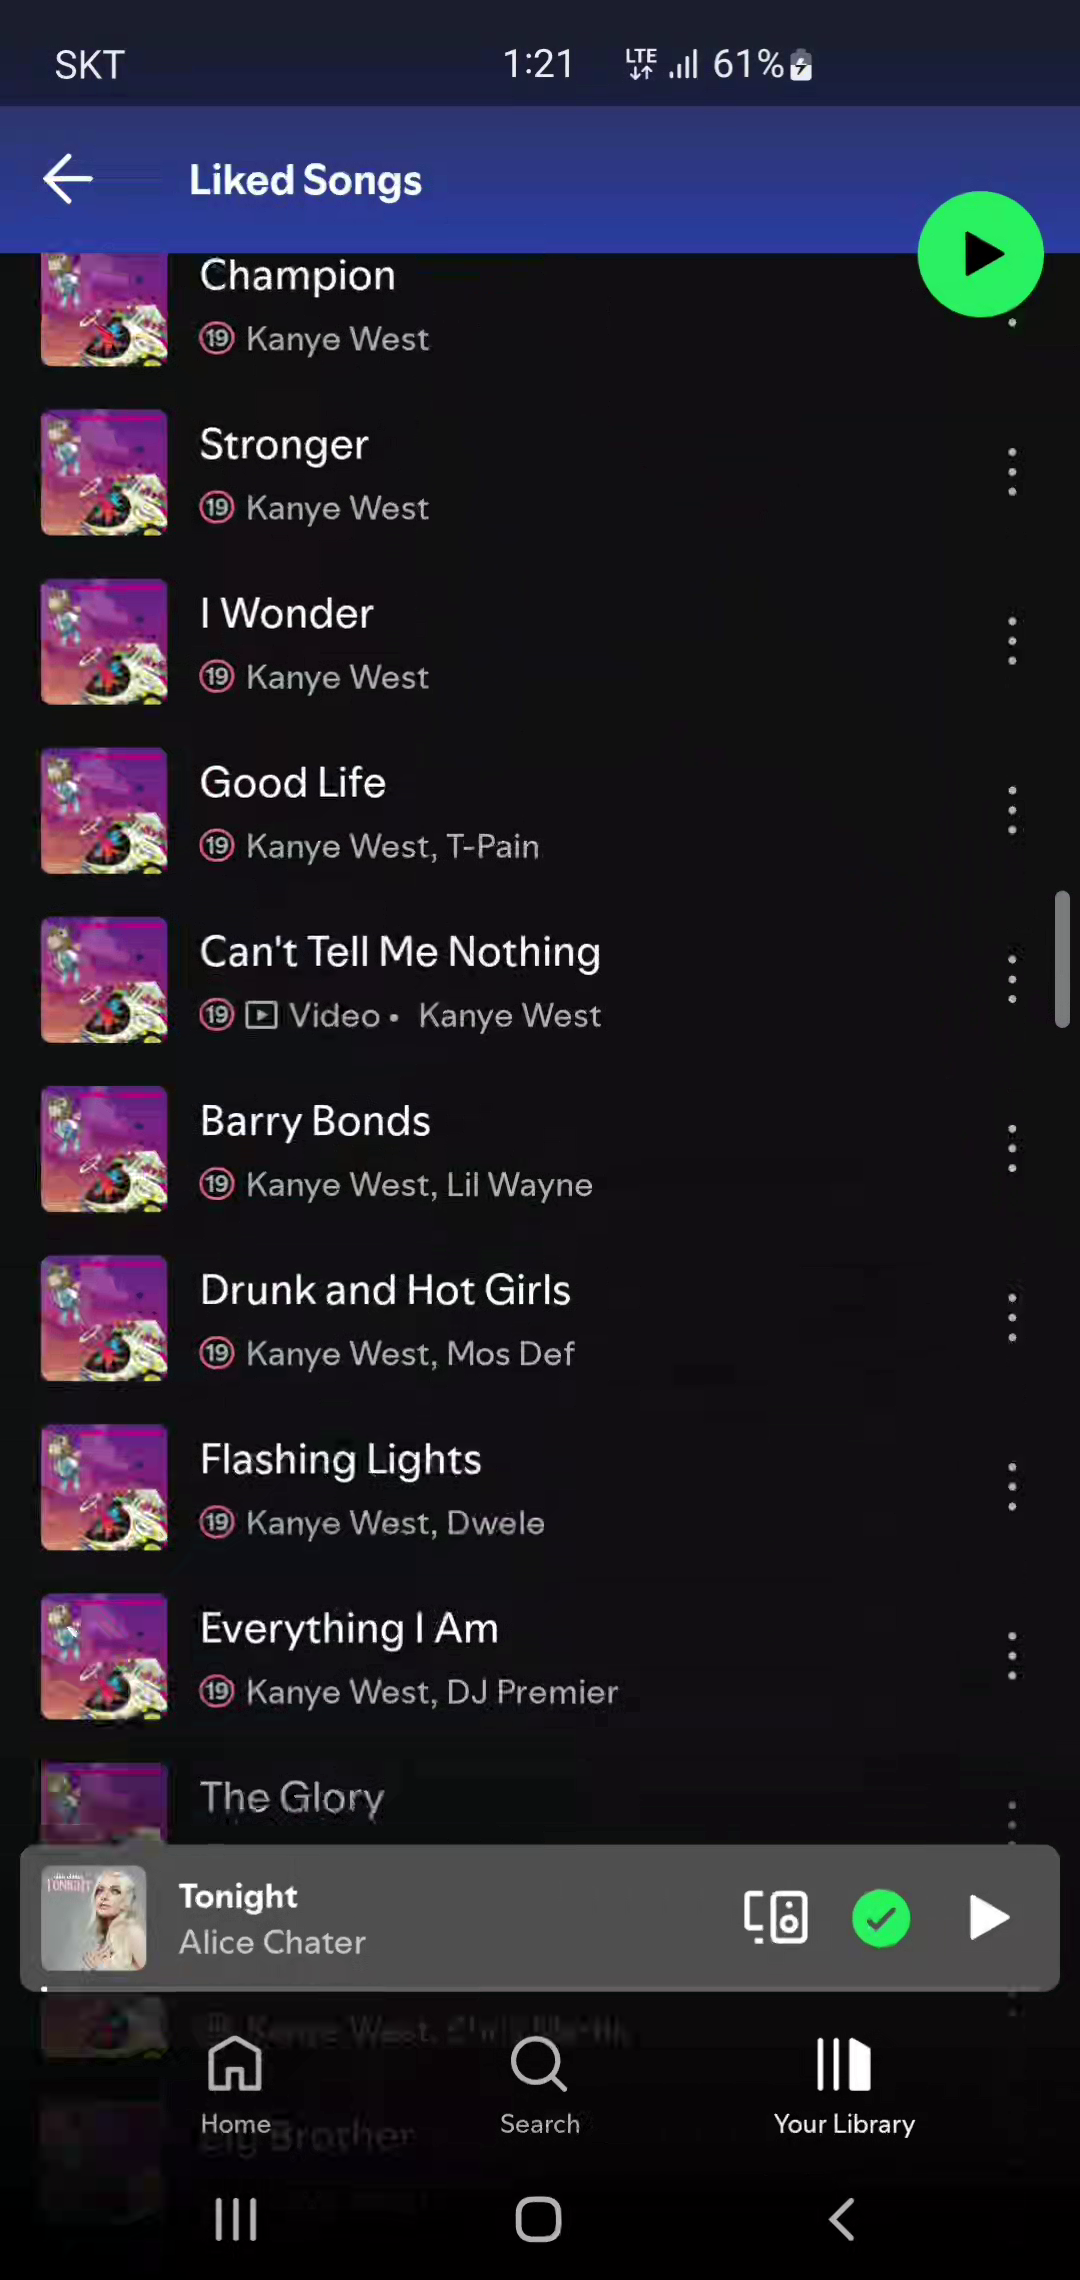 SKT 1:21 LTE 61%
Liked Songs
Champion
19 Kanye West
Stronger
19 Kanye West
I Wonder
19 Kanye West
Good Life
19 Kanye West, T-Pain
Can't Tell Me Nothing
19 Video • Kanye West
Barry Bonds
19 Kanye West, Lil Wayne
Drunk and Hot Girls
19 Kanye West, Mos Def
Flashing Lights
19 Kanye West, Dwele
Everything I Am
19 Kanye West, DJ Premier
The Glory
TONIGHT
Tonight
Alice Chater
Kanye West, Chris Martin
Home Search Your Library
Big Brother